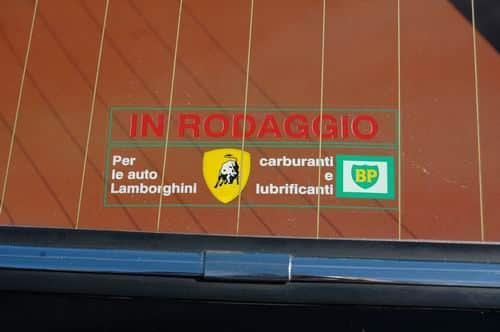 IN RODAGGIO
Per
le auto
Lamborghini
carburanti
e
lubrificanti
BP